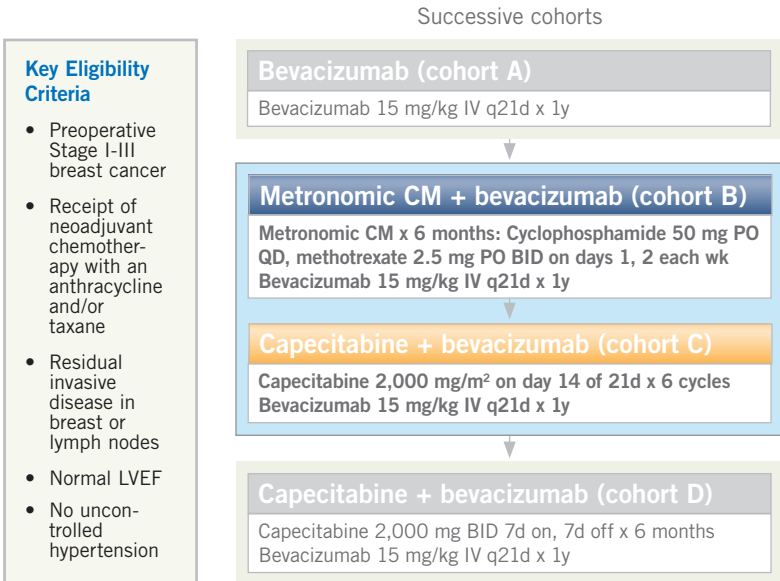 Successive cohorts
Key Eligibility
Criteria
• Preoperative
Stage I-III
breast cancer
• Receipt of
neoadjuvant
chemother-
apy with an
anthracycline
and/or
taxane
• Residual
invasive
disease in
breast or
lymph nodes
• Normal LVEF
• No uncon-
trolled
hypertension
Bevacizumab (cohort A)
Bevacizumab 15 mg/kg IV q21d x 1y
Metronomic CM + bevacizumab (cohort B)
Metronomic CM x 6 months: Cyclophosphamide 50 mg PO
QD, methotrexate 2.5 mg PO BID on days 1, 2 each wk
Bevacizumab 15 mg/kg IV q21d x 1y
Capecitabine + bevacizumab (cohort C)
Capecitabine 2,000 mg/m² on day 14 of 21d x 6 cycles
Bevacizumab 15 mg/kg IV q21d x 1y
Capecitabine + bevacizumab (cohort D)
Capecitabine 2,000 mg BID 7d on, 7d off x 6 months
Bevacizumab 15 mg/kg IV q21d x 1y